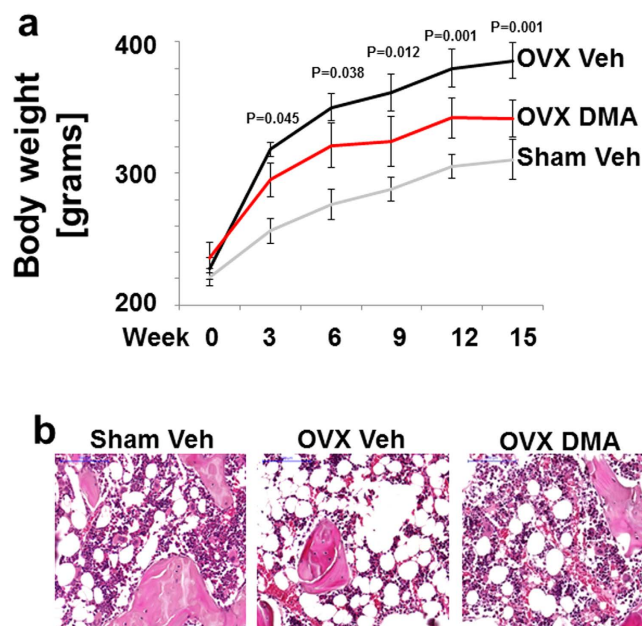 a
400
300
200
Body weight
[grams]
P=0.045
P=0.038
P=0.012
P=0.001
P=0.001
OVX Veh
OVX DMA
Sham Veh
Week 0 3 6 9 12 15
b
Sham Veh OVX Veh OVX DMA